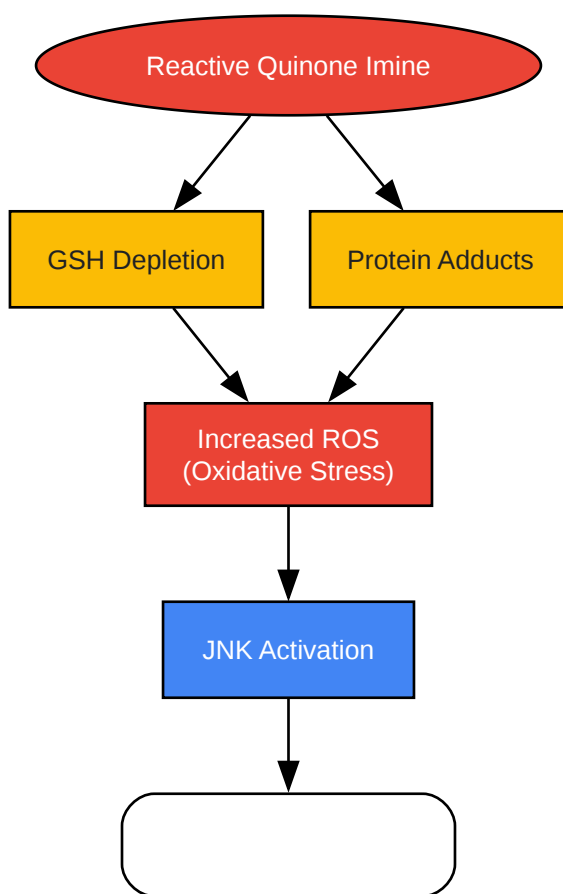 Reactive Quinone Imine
GSH Depletion
Protein Adducts
Increased ROS
(Oxidative Stress)
JNK Activation